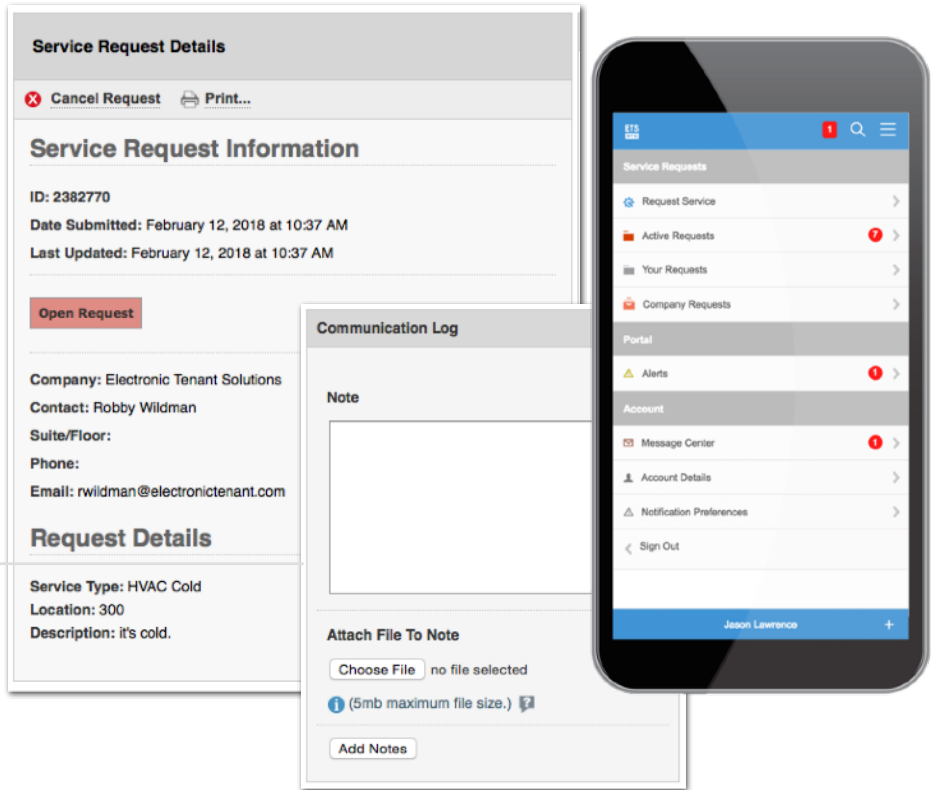 Service Request Details
Cancel Request Print...
Service Request Information
ID: 2382770
Date Submitted: February 12, 2018 at 10:37 AM
Last Updated: February 12, 2018 at 10:37 AM
Open Request
Company: Electronic Tenant Solutions
Contact: Robby Wildman
Suite/Floor:
Phone:
Email: rwildman@electronictenant.com
Request Details
Service Type: HVAC Cold
Location: 300
Description: it's cold.
Communication Log
Note
Attach File To Note
Choose File no file selected
(5mb maximum file size.) ?
Add Notes
ETS
1
Service Requests
Request Service
Active Requests 7
Your Requests
Company Requests
Portal
Alerts 1
Account
Message Center 1
Account Details
Notification Preferences
Sign Out
Jason Lawrence +